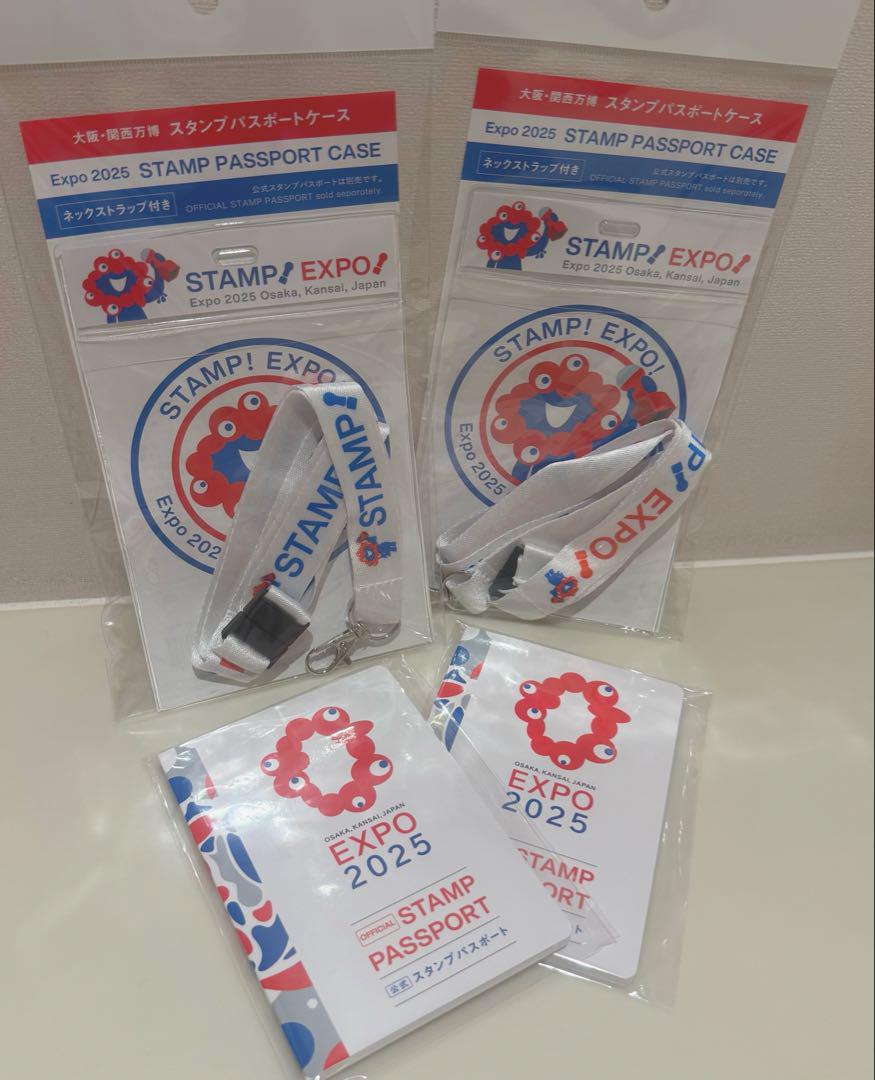 大阪・関西万博 スタンプパスポートケース
Expo 2025 STAMP PASSPORT CASE
ネックストラップ付き
公式スタンプパスポートは別売です。
OFFICIAL STAMP PASSPORT sold separately.
STAMP! EXPO!
Expo 2025 Osaka, Kansai, Japan
STAMP! EXPO
Expo 202
STAMP
STAMP!
大阪・関西万博 スタンプパスポートケース
Expo 2025 STAMP PASSPORT CASE
ネックストラップ付き
公式スタンプパスポートは別売です。
OFFICIAL STAMP PASSPORT sold separately.
STAMP! EXPO!
Expo 2025 Osaka, Kansai, Japan
STAMP! EXPO!
Expo 2025
P!
EXPO!
OSAKA, KANSAI, JAPAN
EXPO
2025
OFFICIAL STAMP
PASSPORT
公式 スタンプパスポート
OSAKA, KANSAI, JAPAN
EXPO
2025
STAMP
ORT
ト